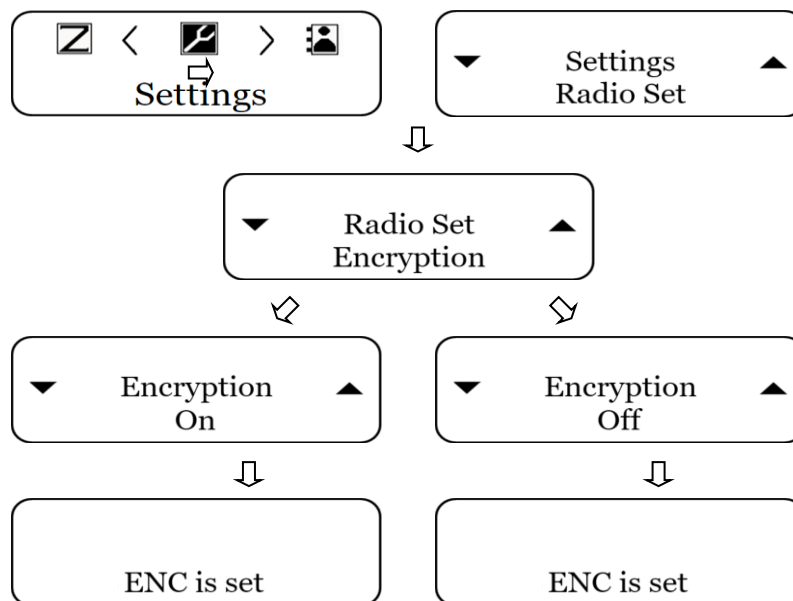 Settings
Settings
Radio Set
Radio Set
Encryption
Encryption
On
Encryption
Off
ENC is set
ENC is set